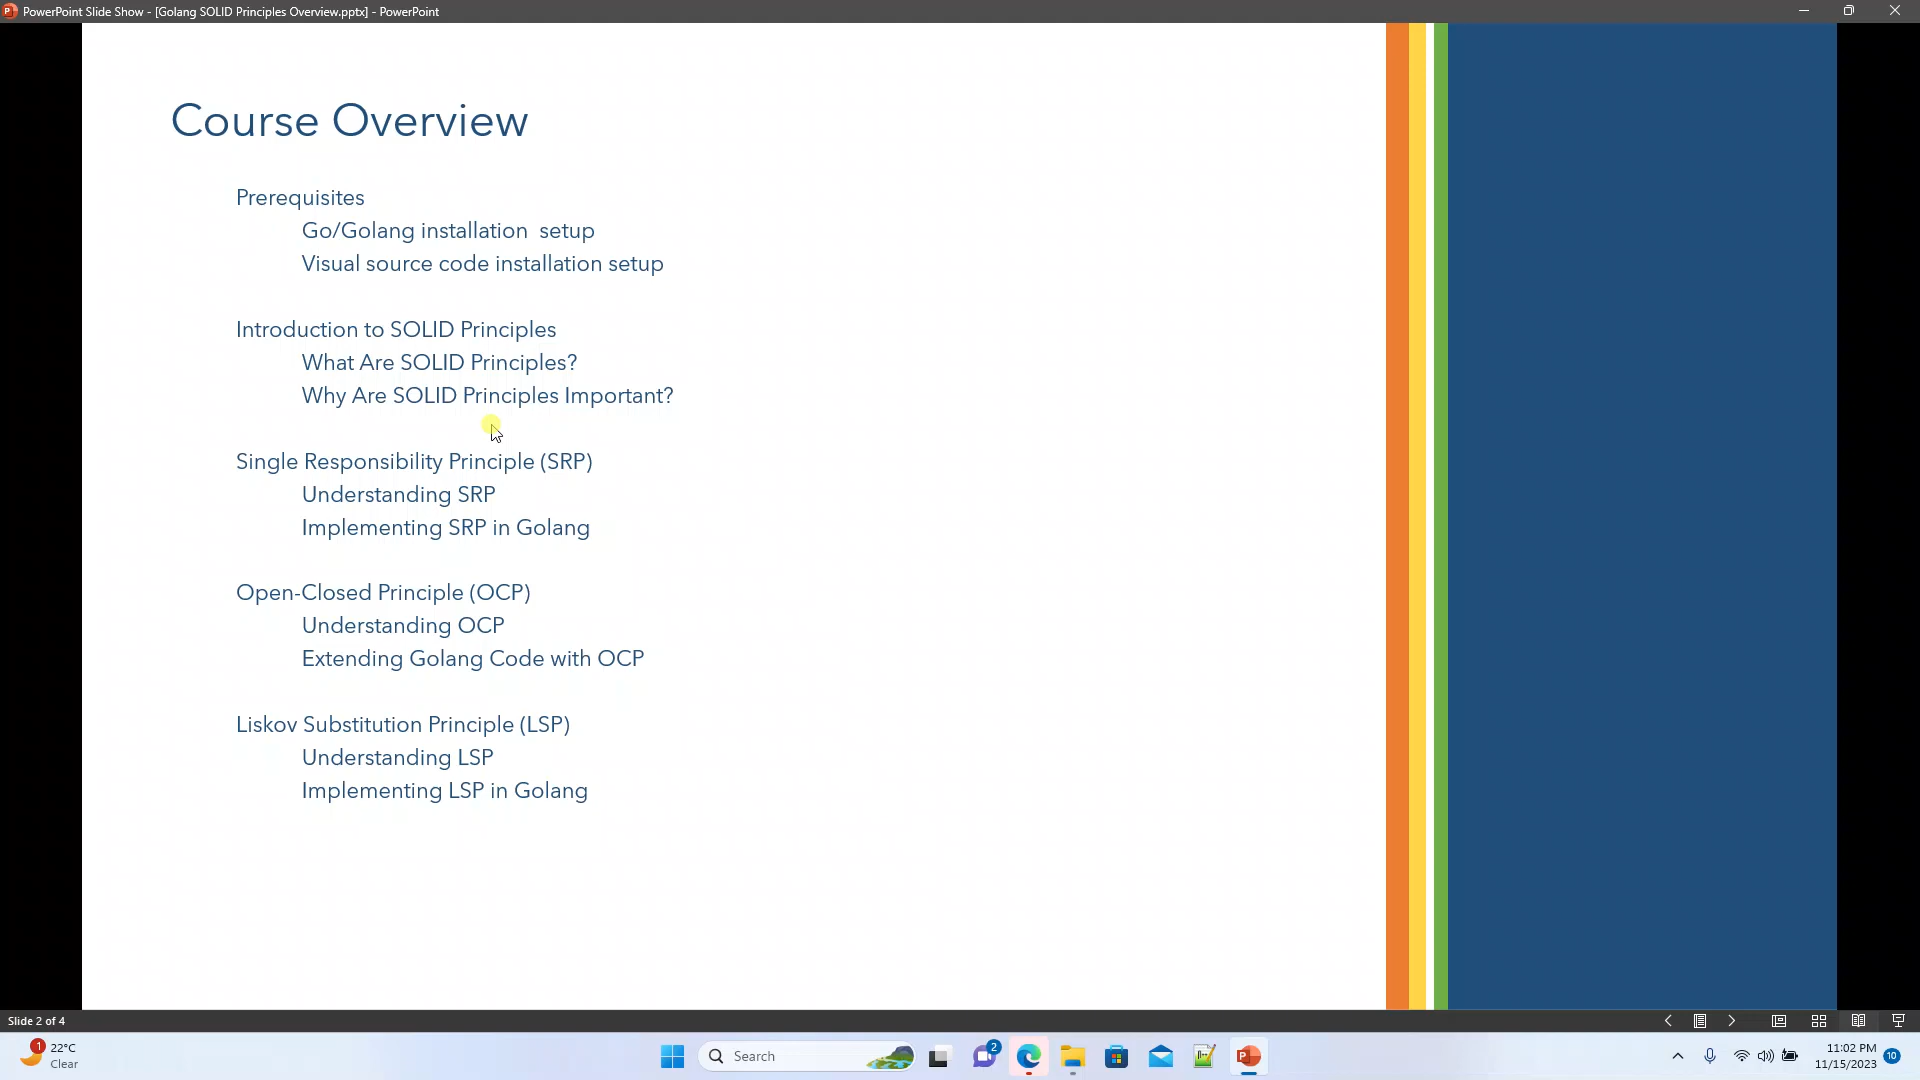 PowerPoint Slide Show - [Golang SOLID Principles Overview.pptx] - PowerPoint
Course Overview
Prerequisites
Go/Golang installation  setup
Visual source code installation setup
Introduction to SOLID Principles
What Are SOLID Principles?
Why Are SOLID Principles Important?
Single Responsibility Principle (SRP)
Understanding SRP
Implementing SRP in Golang
Open-Closed Principle (OCP)
Understanding OCP
Extending Golang Code with OCP
Liskov Substitution Principle (LSP)
Understanding LSP
Implementing LSP in Golang
Slide 2 of 4
1
22°C
Clear
Search
2
11:02 PM
11/15/2023
10